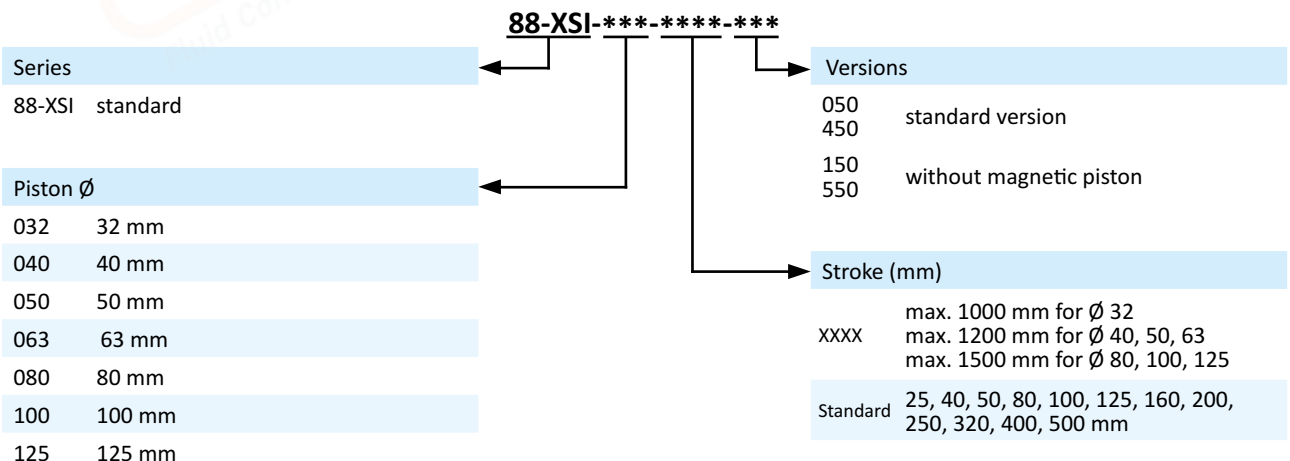 Fluid Con
88-XSI-***-****-***
Series
88-XSI standard
Piston Ø
032 32 mm
040 40 mm
050 50 mm
063 63 mm
080 80 mm
100 100 mm
125 125 mm
Versions
050
450
standard version
150
550
without magnetic piston
Stroke (mm)
XXXX
max. 1000 mm for Ø 32
max. 1200 mm for Ø 40, 50, 63
max. 1500 mm for Ø 80, 100, 125
Standard
25, 40, 50, 80, 100, 125, 160, 200,
250, 320, 400, 500 mm